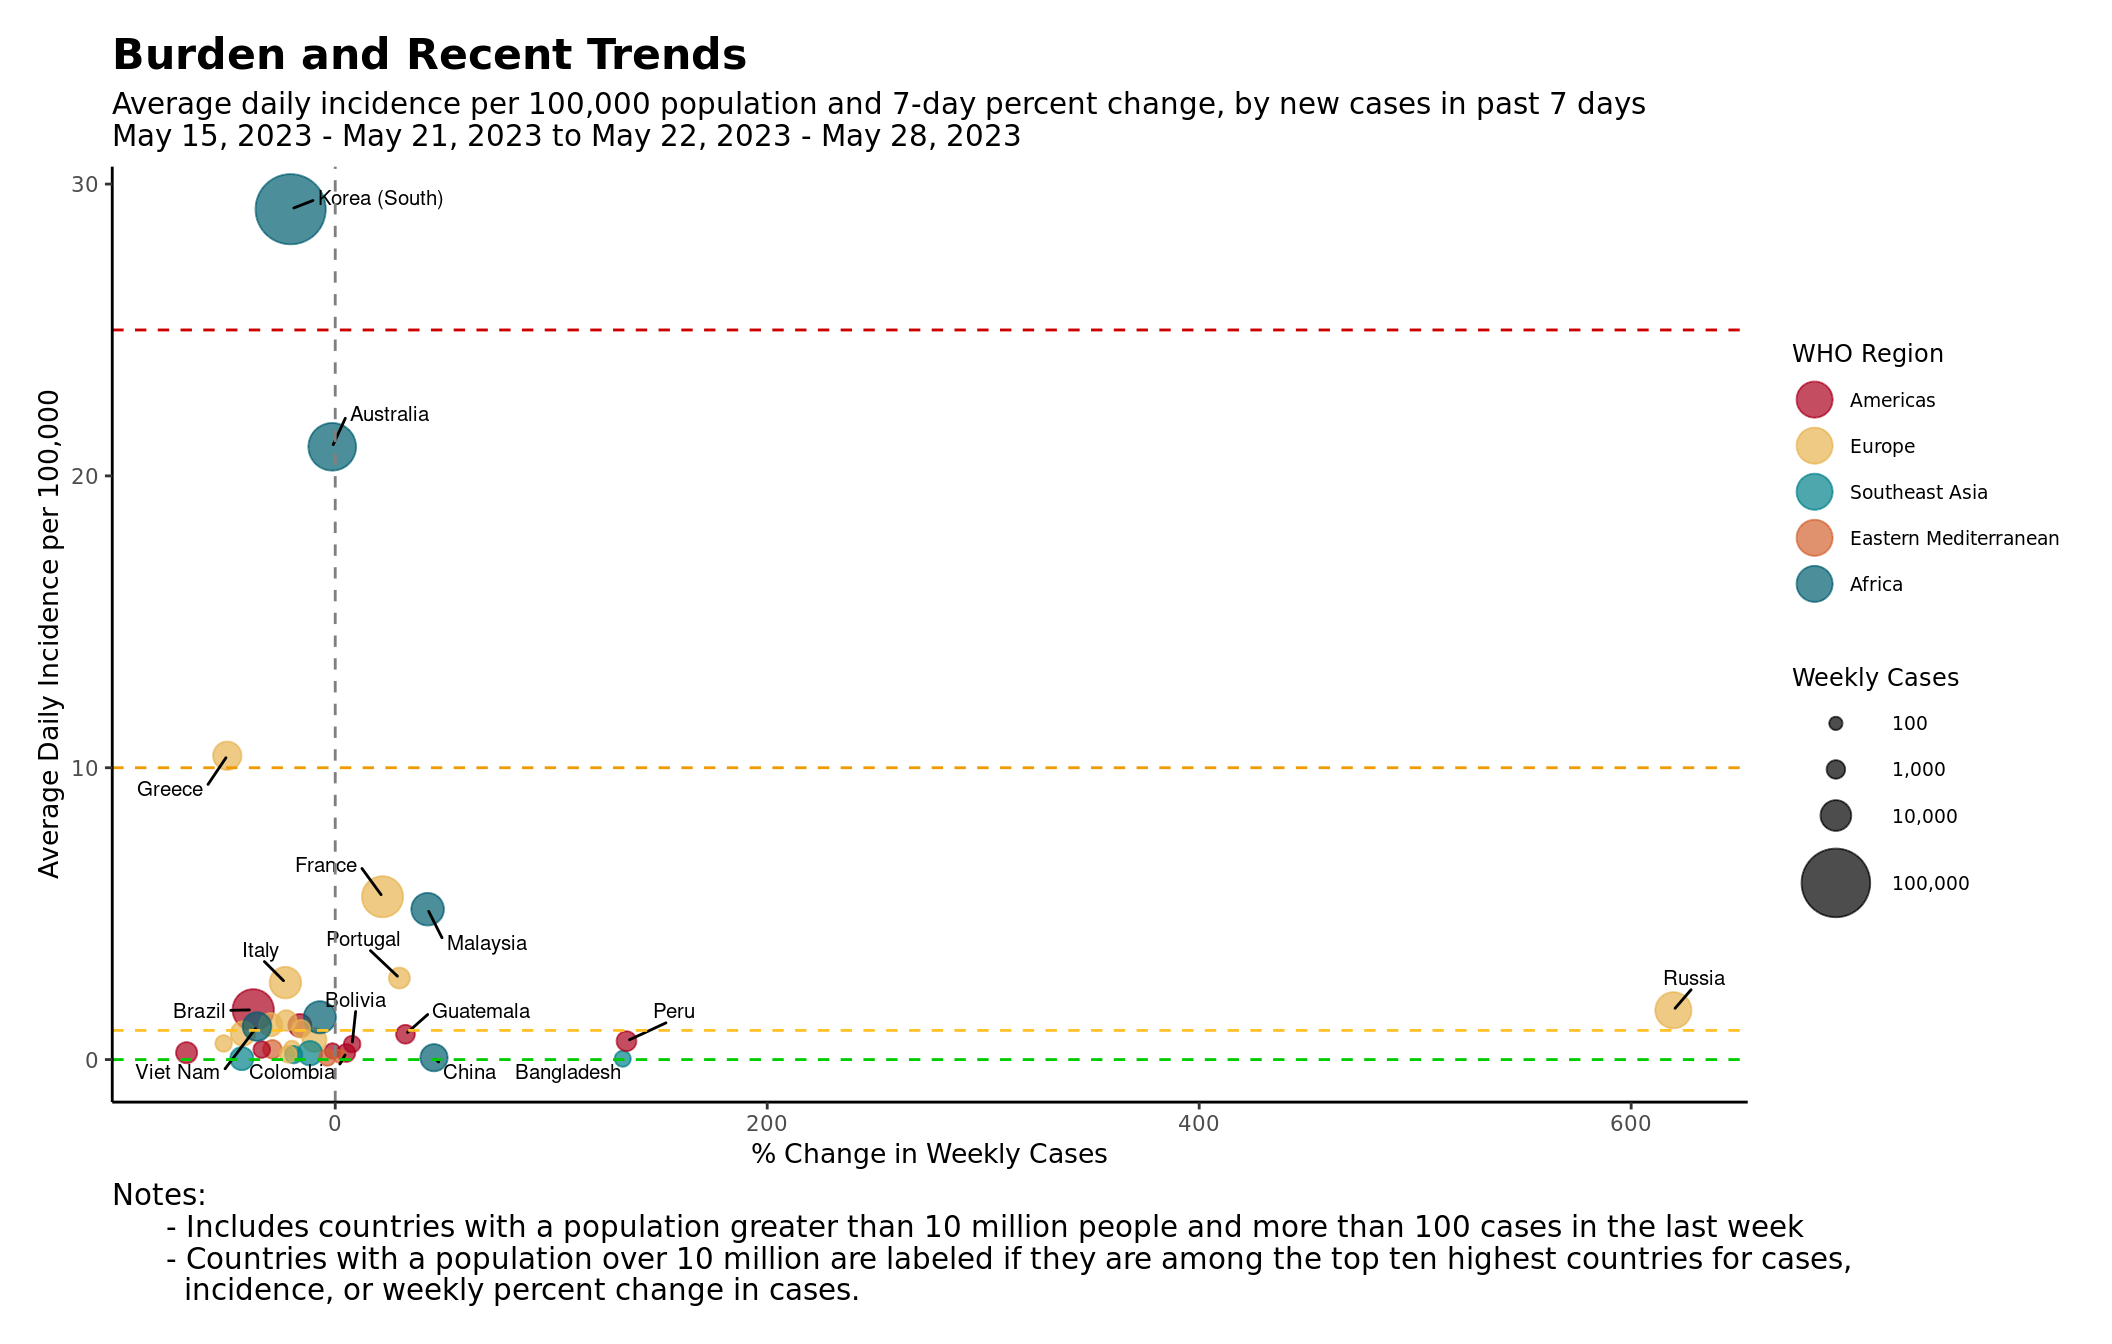 Burden and Recent Trends
Average daily incidence per 100,000 population and 7-day percent change, by new cases in past 7 days
May 15, 2023 - May 21, 2023 to May 22, 2023 - May 28, 2023
Average Daily Incidence per 100,000
30
20
10
0
Korea (South)
Australia
Greece
France
Malaysia
Portugal
Italy
Russia
Bolivia
Brazil
Guatemala
Peru
Viet Nam
Colombia
China
Bangladesh
0
200
400
600
% Change in Weekly Cases
WHO Region
Americas
Europe
Southeast Asia
Eastern Mediterranean
Africa
Weekly Cases
100
1,000
10,000
100,000
Notes:
- Includes countries with a population greater than 10 million people and more than 100 cases in the last week
- Countries with a population over 10 million are labeled if they are among the top ten highest countries for cases,
incidence, or weekly percent change in cases.